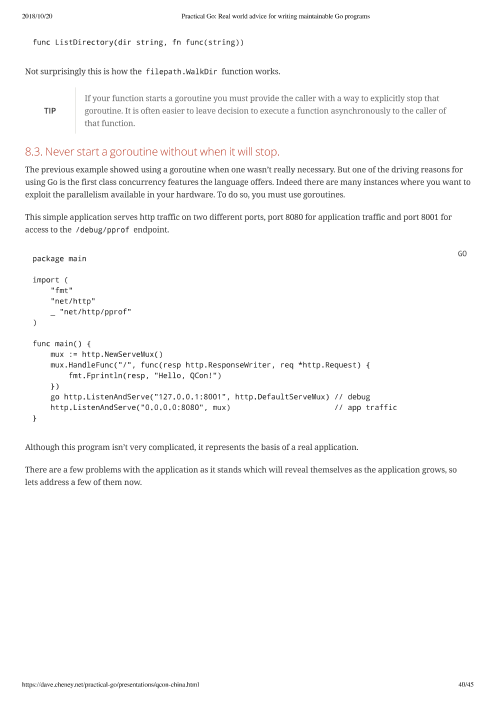 2018/10/20 Practical Go: Real world advice for writing maintainable Go programs
func ListDirectory(dir string, fn func(string))
Not surprisingly this is how the filepath.WalkDir function works.
If your function starts a goroutine you must provide the caller with a way to explicitly stop that
TIP goroutine. It is often easier to leave decision to execute a function asynchronously to the caller of
that function.
8.3. Never start a goroutine without when it will stop.
The previous example showed using a goroutine when one wasn’t really necessary. But one of the driving reasons for
using Go is the first class concurrency features the language offers. Indeed there are many instances where you want to
exploit the parallelism available in your hardware. To do so, you must use goroutines.
This simple application serves http traffic on two different ports, port 8080 for application traffic and port 8001 for
access to the /debug/pprof endpoint.
GO
package main
import (
    "fmt"
    "net/http"
    _ "net/http/pprof"
)
func main() {
    mux := http.NewServeMux()
    mux.HandleFunc("/", func(resp http.ResponseWriter, req *http.Request) {
        fmt.Fprintln(resp, "Hello, QCon!")
    })
    go http.ListenAndServe("127.0.0.1:8001", http.DefaultServeMux) // debug
    http.ListenAndServe("0.0.0.0:8080", mux)                       // app traffic
}
Although this program isn’t very complicated, it represents the basis of a real application.
There are a few problems with the application as it stands which will reveal themselves as the application grows, so
lets address a few of them now.
https://dave.cheney.net/practical-go/presentations/qcon-china.html 40/45